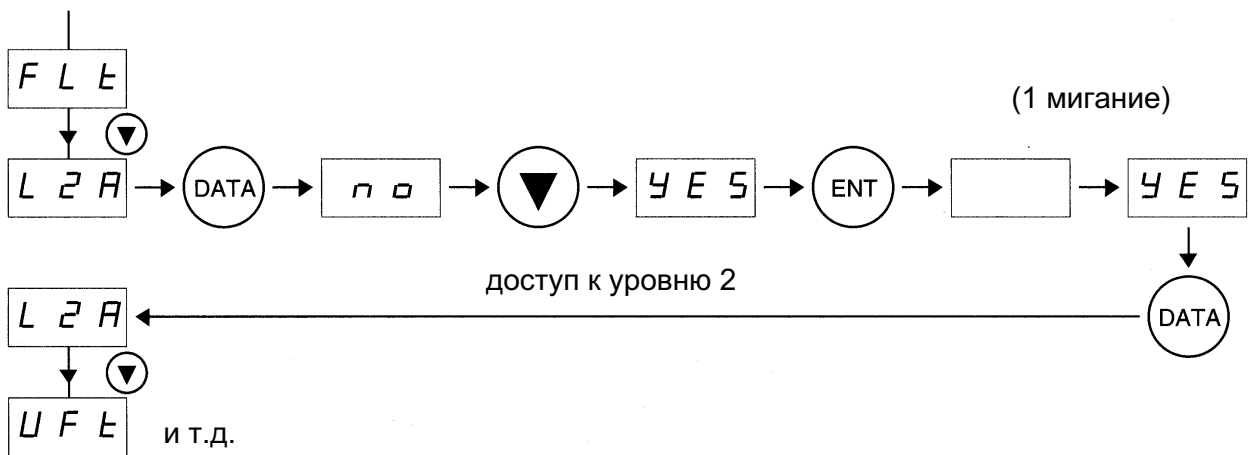 FLt
(1 мигание)
▼
L2A DATA no ▼ YES ENT YES
доступ к уровню 2
L2A DATA
▼
UFt и т.д.